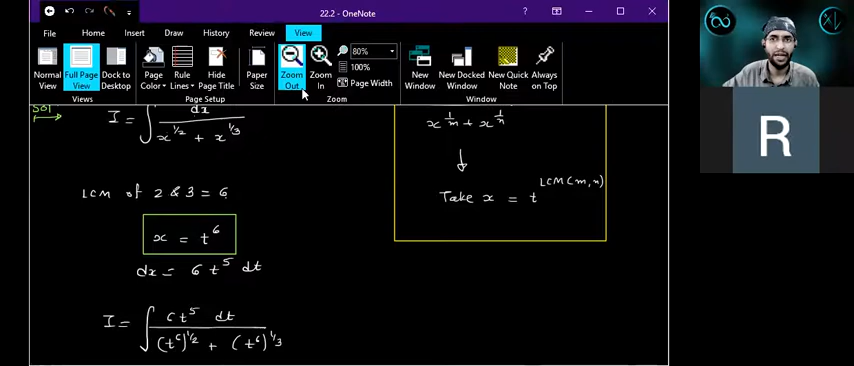 22.2 - OneNote
File Home Insert Draw History Review View
Normal View
Full Page View
Dock to Desktop
Page Color
Rule Lines
Hide Page Title
Paper Size
Zoom Out
Zoom In
80%
100%
Page Width
New Window
New Docked Window
New Quick Note
Always on Top
Views Page Setup Zoom Window
Sol
I = ∫ dx / (x^1/2 + x^1/3)
LCM of 2 & 3 = 6
x = t^6
dx = 6 t^5 dt
I = ∫ 6t^5 dt / ((t^6)^1/2 + (t^6)^1/3)
x^1/m + x^1/n
↓
Take x = t^LCM(m,n)
R